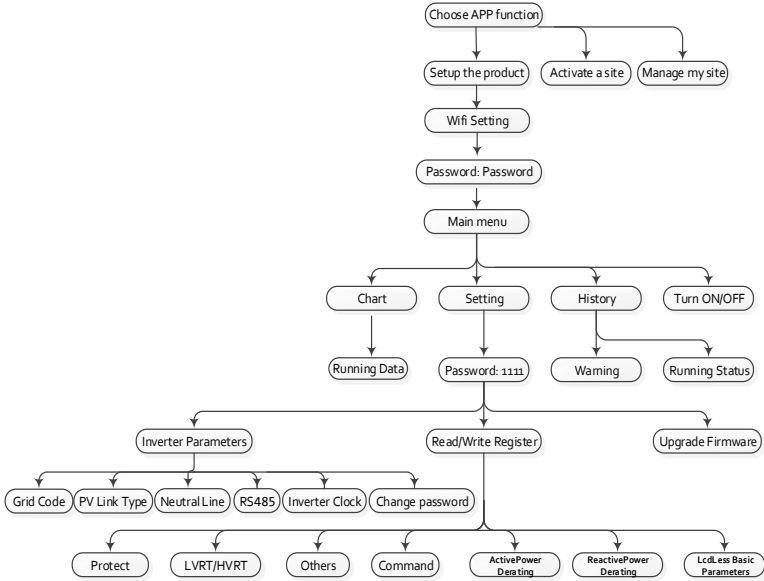 Choose APP function
Setup the product
Activate a site
Manage my site
Wifi Setting
Password: Password
Main menu
Chart
Setting
History
Turn ON/OFF
Running Data
Password: 1111
Warning
Running Status
Inverter Parameters
Read/Write Register
Upgrade Firmware
Grid Code
PV Link Type
Neutral Line
RS485
Inverter Clock
Change password
Protect
LVRT/HVRT
Others
Command
ActivePower
Derating
ReactivePower
Derating
LcdLess Basic
Parameters